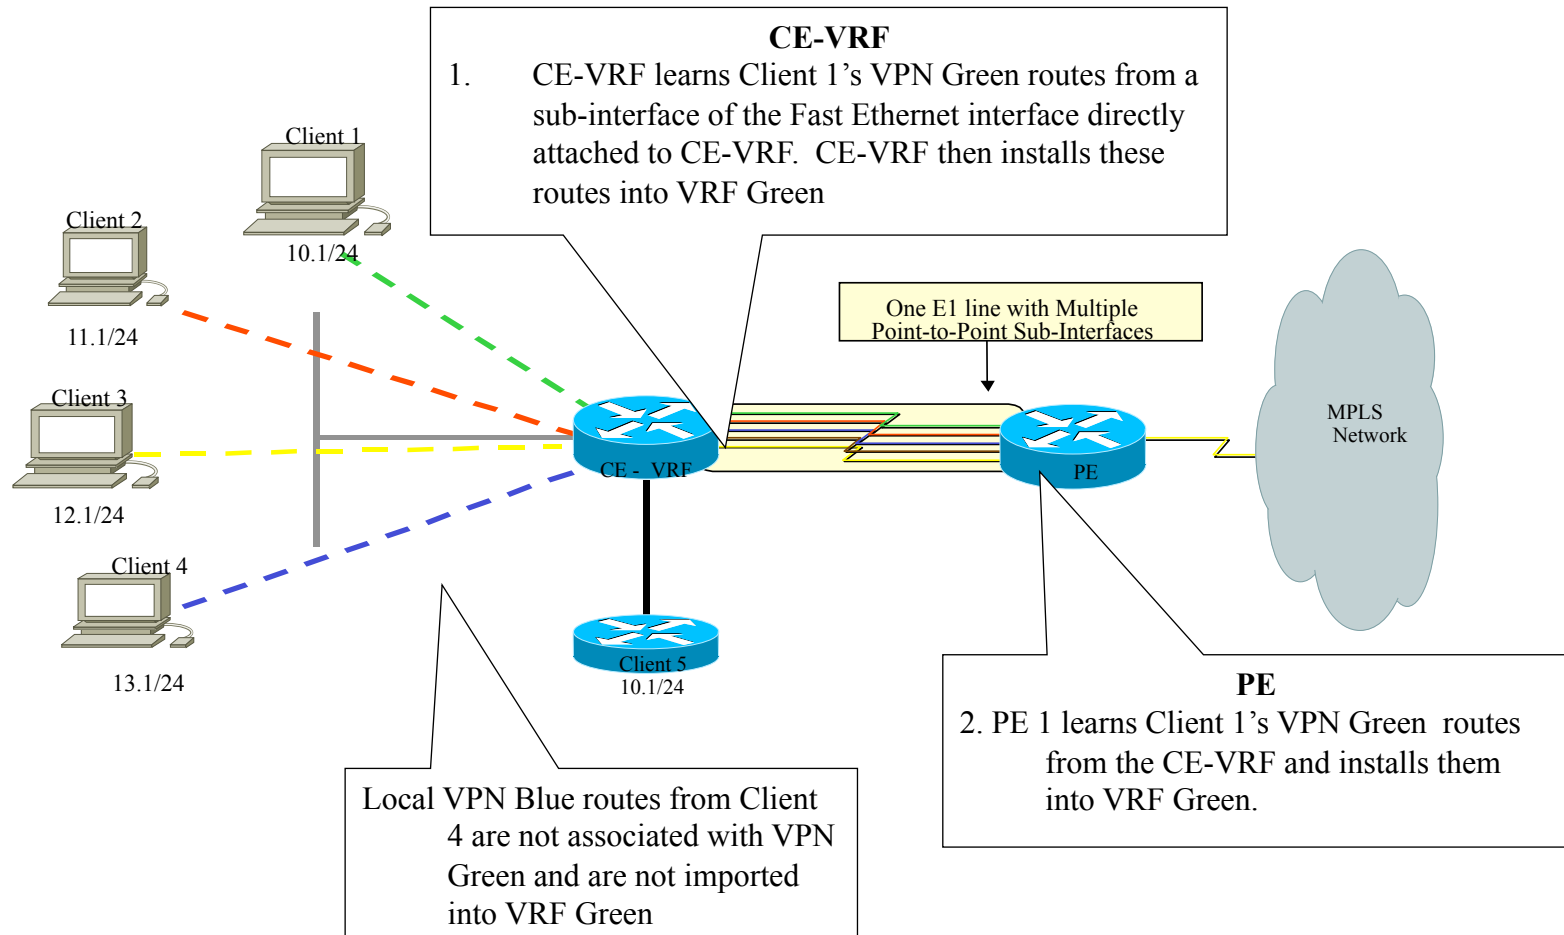 CE-VRF
1. CE-VRF learns Client 1’s VPN Green routes from a
sub-interface of the Fast Ethernet interface directly
attached to CE-VRF.  CE-VRF then installs these
routes into VRF Green
Client 1
10.1/24
Client 2
11.1/24
One E1 line with Multiple
Point-to-Point Sub-Interfaces
Client 3
12.1/24
CE - VRF
PE
MPLS
Network
Client 4
13.1/24
Client 5
10.1/24
PE
2. PE 1 learns Client 1’s VPN Green  routes
from the CE-VRF and installs them
into VRF Green.
Local VPN Blue routes from Client
4 are not associated with VPN
Green and are not imported
into VRF Green